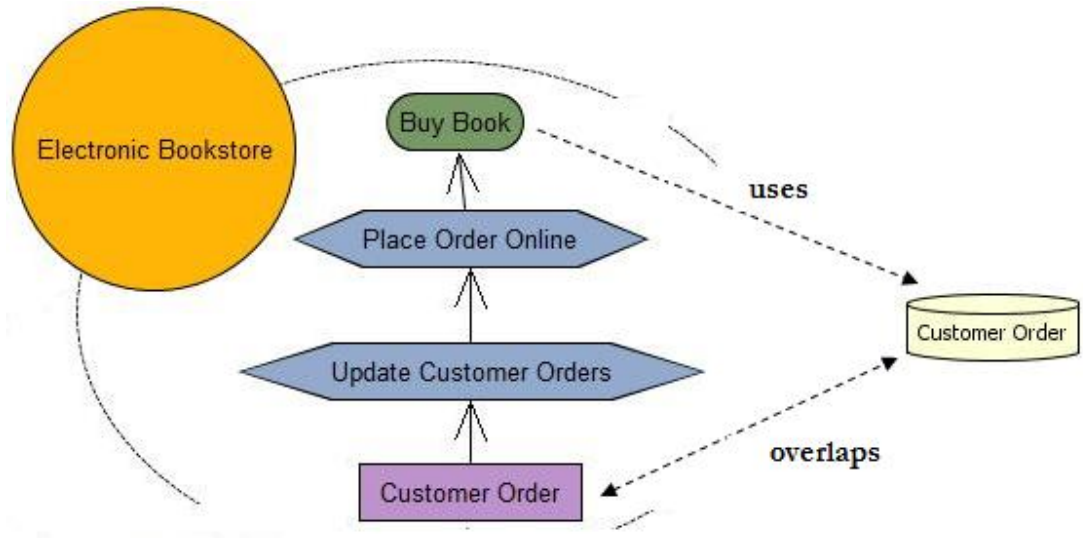 Electronic Bookstore
Buy Book
uses
Place Order Online
Customer Order
Update Customer Orders
overlaps
Customer Order